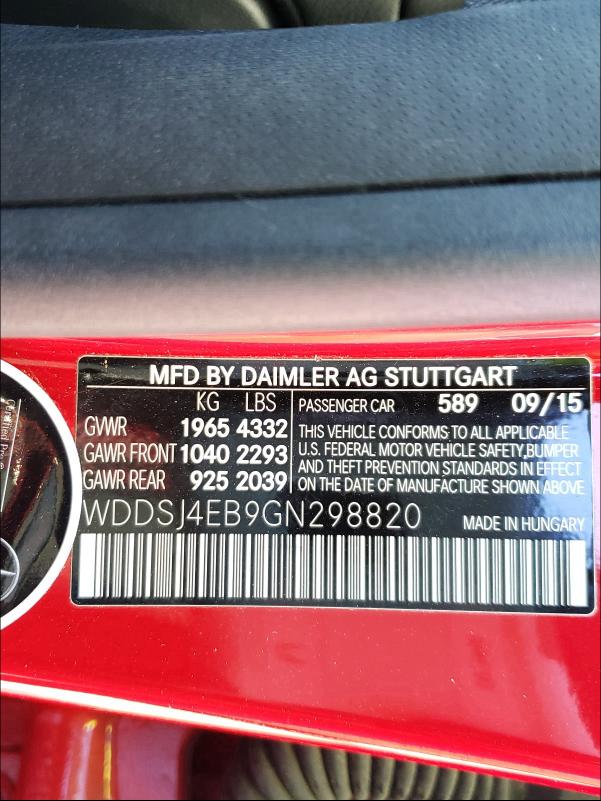 MFD BY DAIMLER AG STUTTGART
KG LBS
GVWR 1965 4332
GAWR FRONT 1040 2293
GAWR REAR 925 2039
PASSENGER CAR 589 09/15
THIS VEHICLE CONFORMS TO ALL APPLICABLE
U.S. FEDERAL MOTOR VEHICLE SAFETY,BUMPER
AND THEFT PREVENTION STANDARDS IN EFFECT
ON THE DATE OF MANUFACTURE SHOWN ABOVE
WDDSJ4EB9GN298820 MADE IN HUNGARY